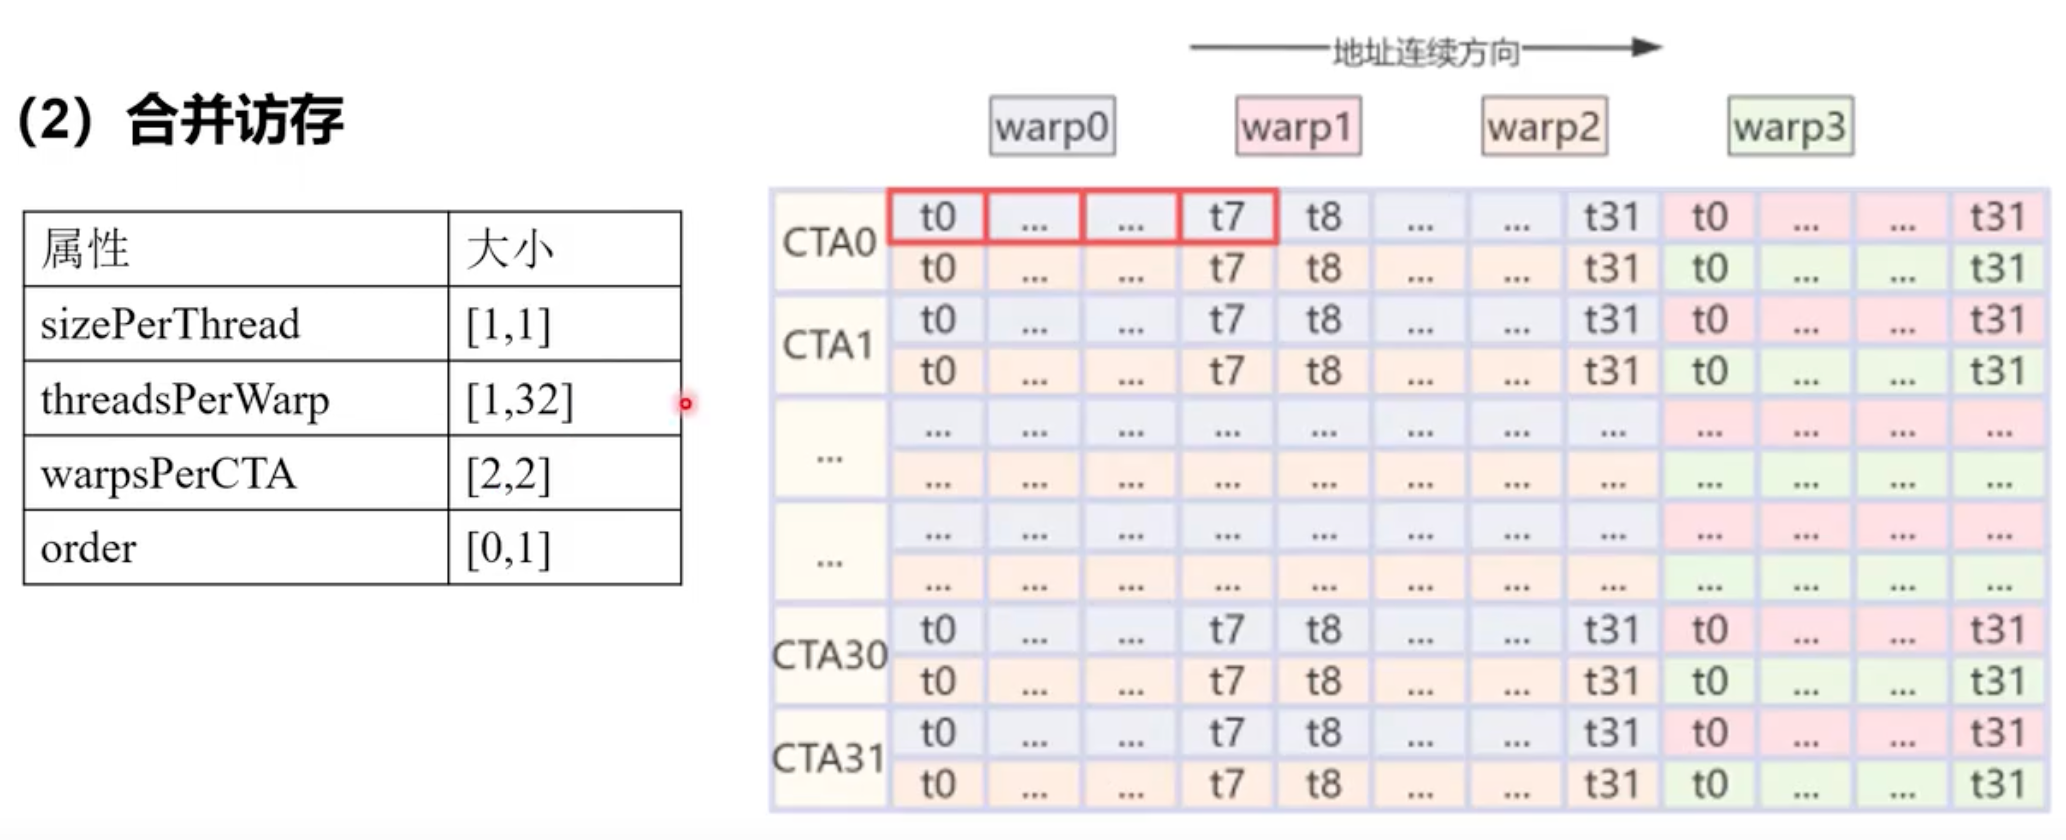 地址连续方向
(2) 合并访存
warp0 warp1 warp2 warp3
属性 大小
sizePerThread [1,1]
threadsPerWarp [1,32]
warpsPerCTA [2,2]
order [0,1]
CTA0
t0 ... ... t7 t8 ... ... t31 t0 ... ... t31
t0 ... ... t7 t8 ... ... t31 t0 ... ... t31
CTA1
t0 ... ... t7 t8 ... ... t31 t0 ... ... t31
t0 ... ... t7 t8 ... ... t31 t0 ... ... t31
...
... ... ... ... ... ... ... ... ... ... ... ...
... ... ... ... ... ... ... ... ... ... ... ...
...
... ... ... ... ... ... ... ... ... ... ... ...
... ... ... ... ... ... ... ... ... ... ... ...
CTA30
t0 ... ... t7 t8 ... ... t31 t0 ... ... t31
t0 ... ... t7 t8 ... ... t31 t0 ... ... t31
CTA31
t0 ... ... t7 t8 ... ... t31 t0 ... ... t31
t0 ... ... t7 t8 ... ... t31 t0 ... ... t31